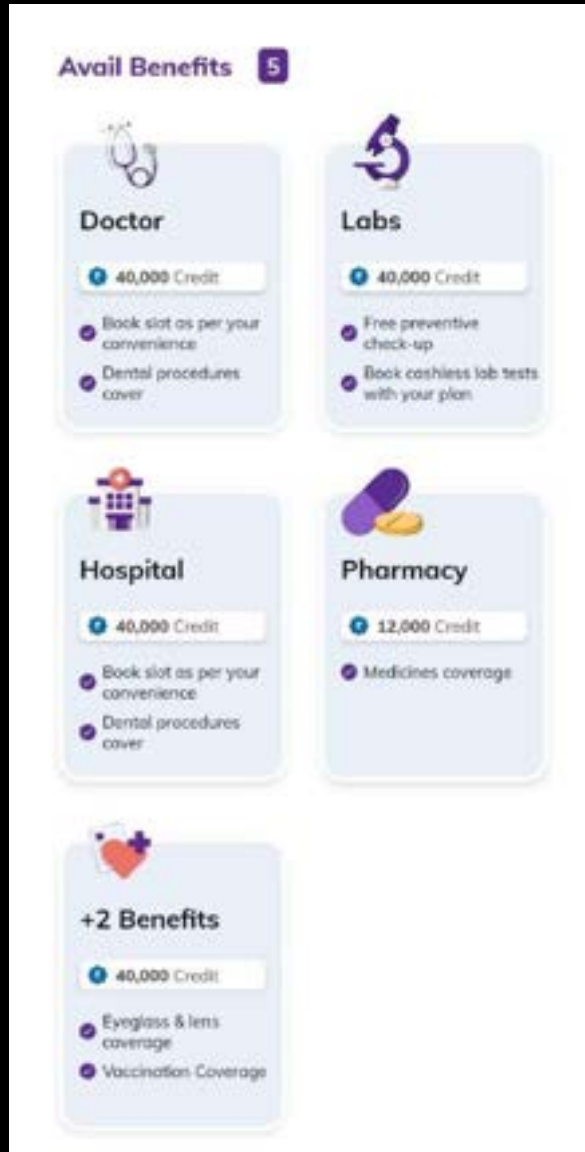 Avail Benefits 5
Doctor
₹ 40,000 Credit
Book slot as per your
convenience
Dental procedures
cover
Labs
₹ 40,000 Credit
Free preventive
check-up
Book cashless lab tests
with your plan
Hospital
₹ 40,000 Credit
Book slot as per your
convenience
Dental procedures
cover
Pharmacy
₹ 12,000 Credit
Medicines coverage
+2 Benefits
₹ 40,000 Credit
Eyeglass & lens
coverage
Vaccination Coverage